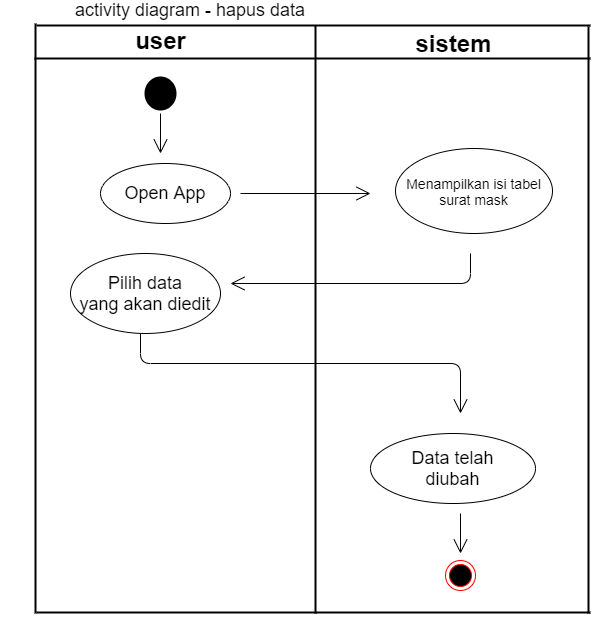 activity diagram - hapus data
user
sistem
Open App
Menampilkan isi tabel
surat mask
Pilih data
yang akan diedit
Data telah
diubah